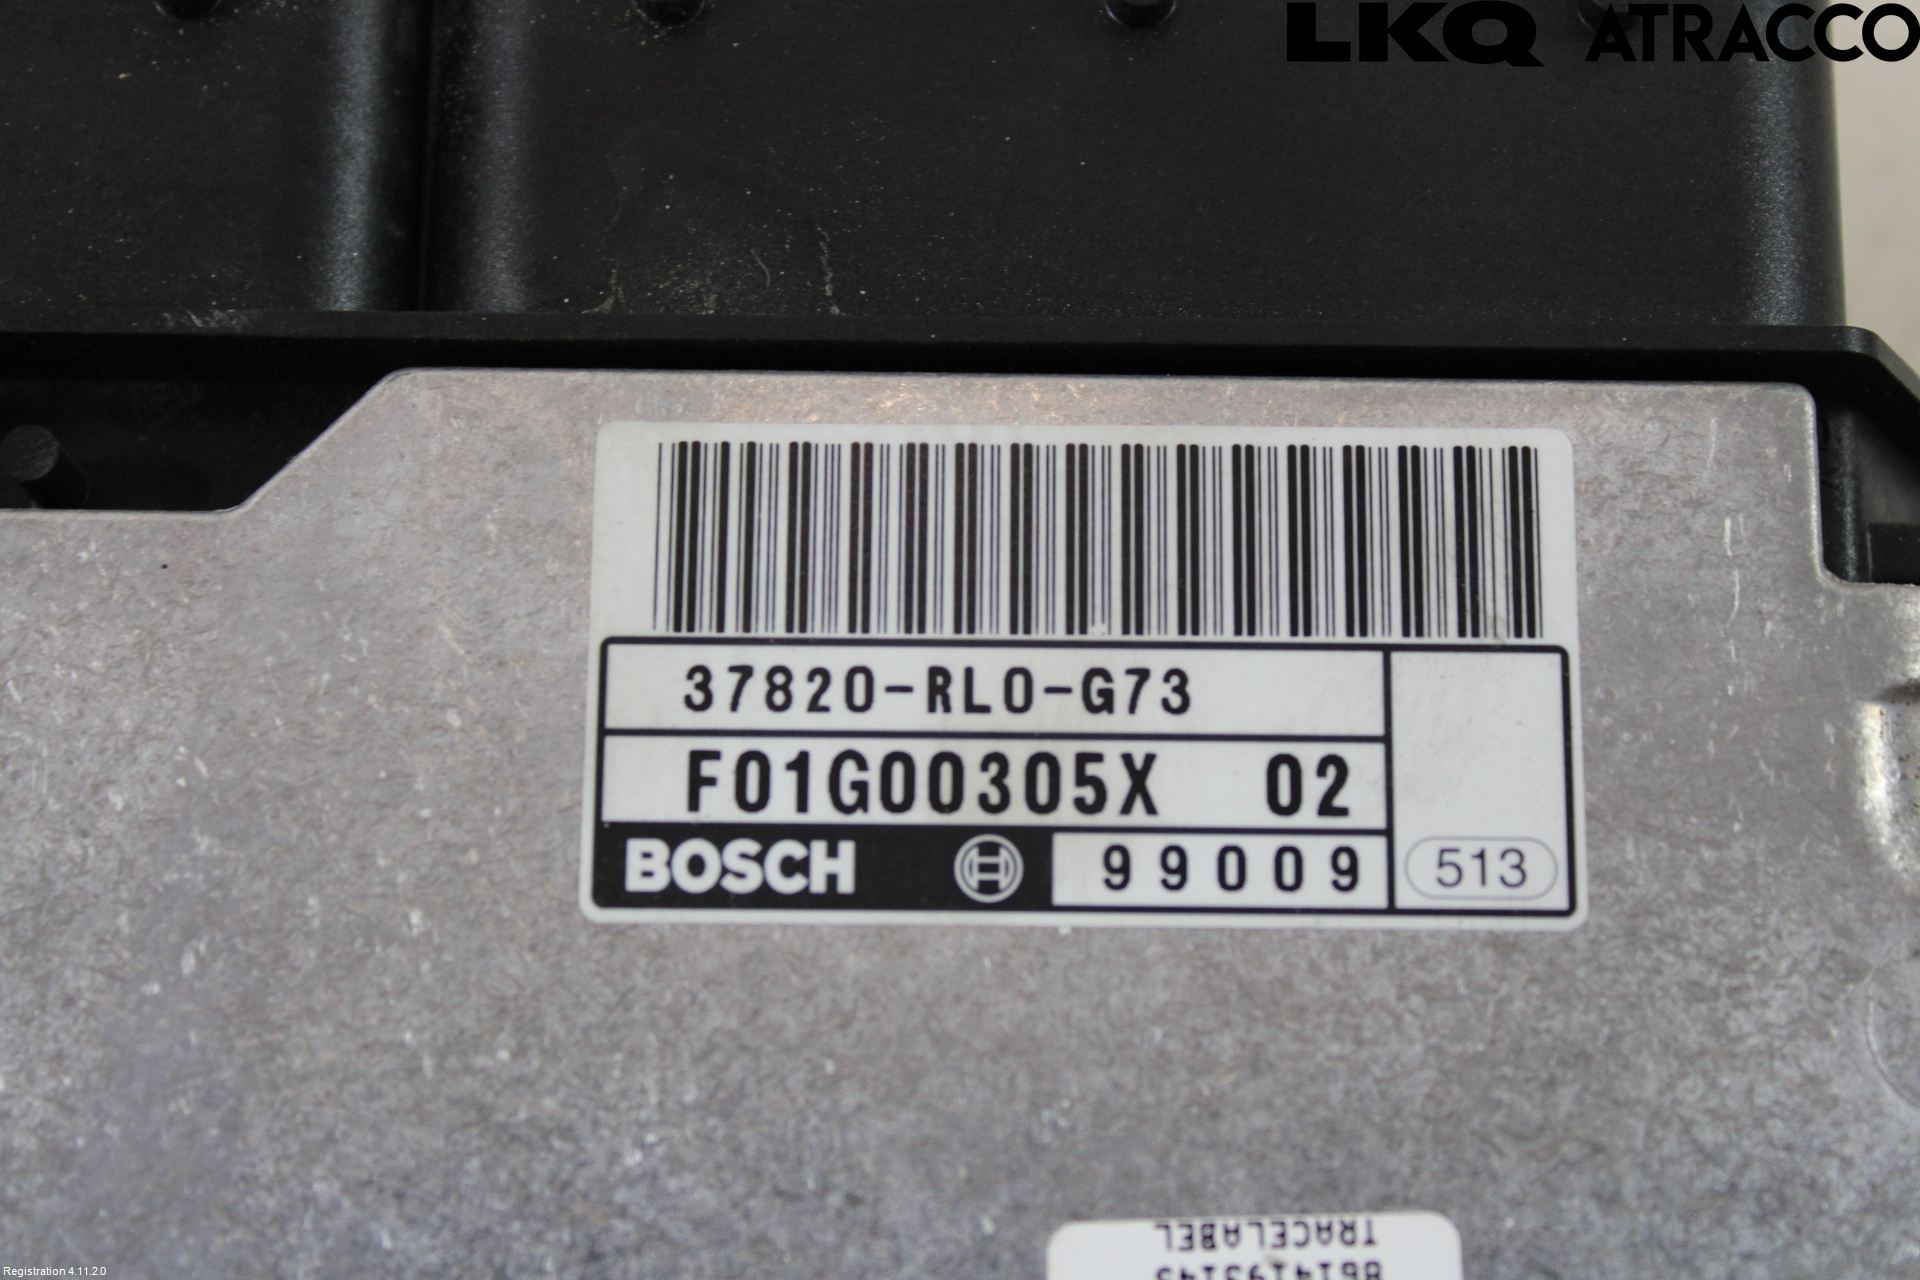 LKQ ATRACCO
37820-RL0-G73
F01G00305X 02
BOSCH 99009 513
TRACELABEL
Registration 4.11.2.0